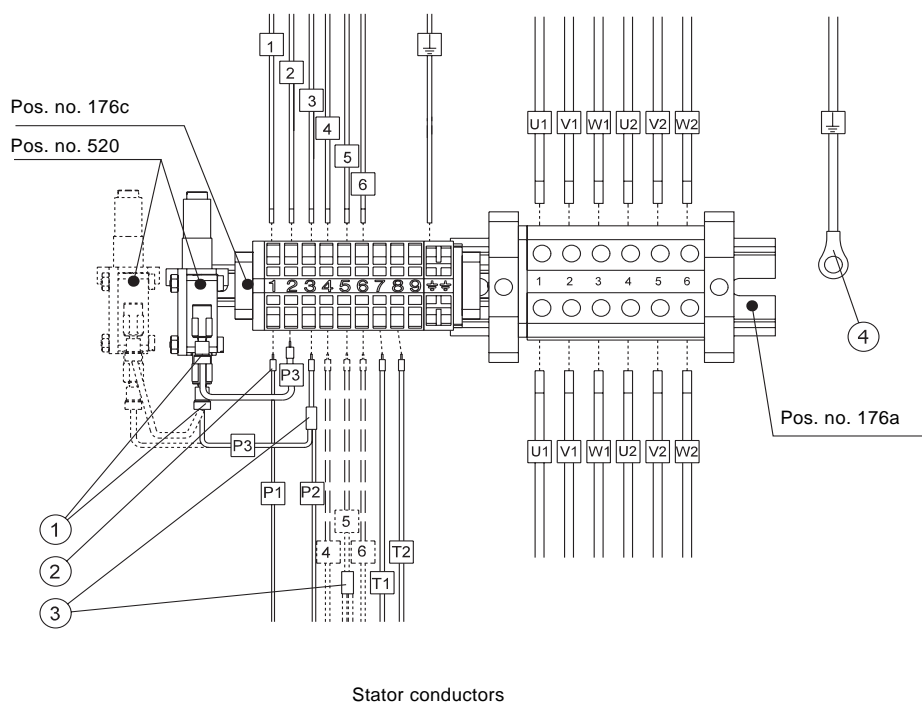 1
2
3
4
5
6
U1 V1 W1 U2 V2 W2
Pos. no. 176c
Pos. no. 520
1 2 3 4 5 6 7 8 9
1 2 3 4 5 6
4
P3
Pos. no. 176a
P3
U1 V1 W1 U2 V2 W2
P1 P2
5
1
4 6 T1 T2
2
3
Stator conductors